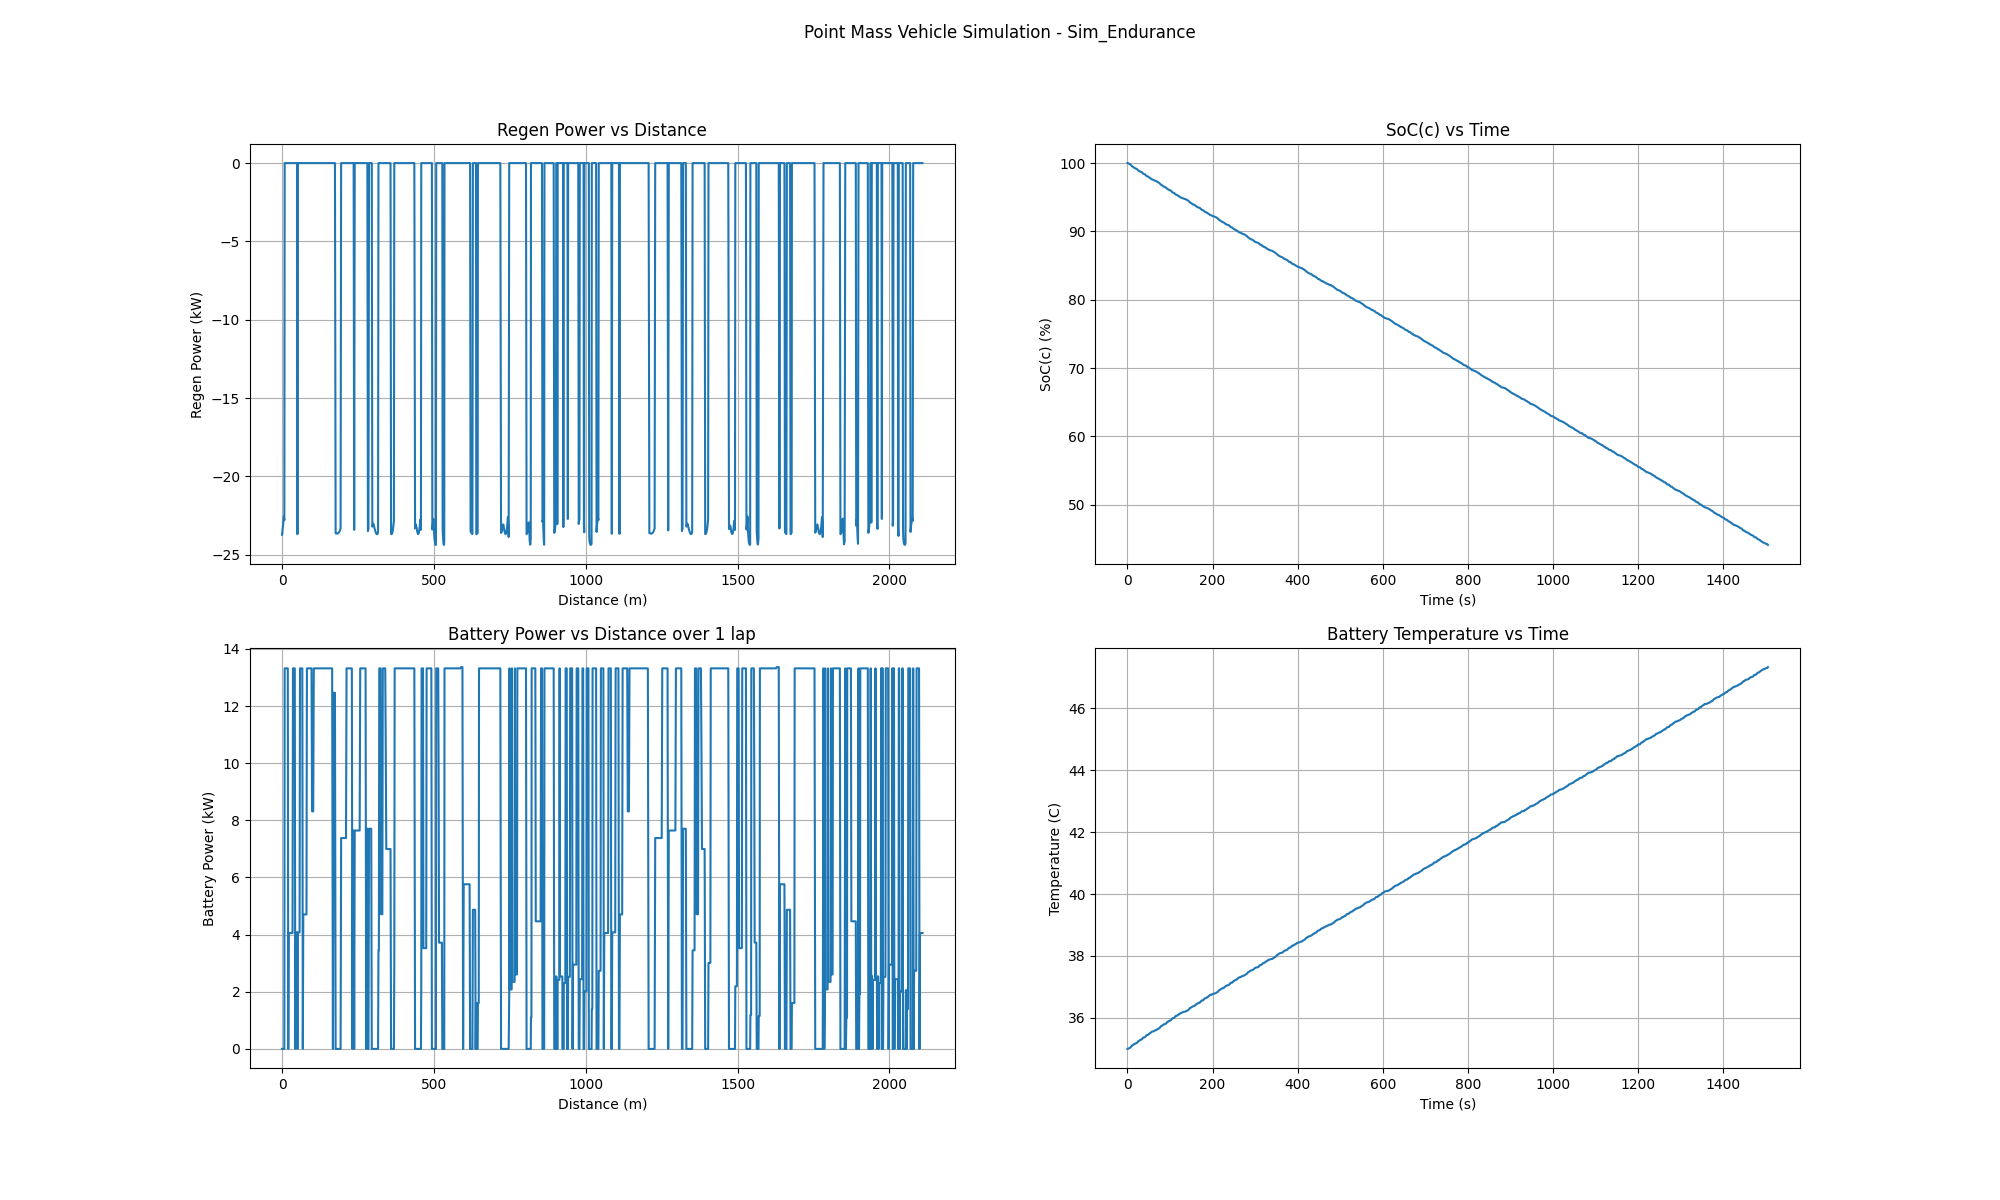 Point Mass Vehicle Simulation - Sim_Endurance
Regen Power vs Distance
Regen Power (kW)
0
−5
−10
−15
−20
−25
0 500 1000 1500 2000
Distance (m)
SoC(c) vs Time
SoC(c) (%)
100
90
80
70
60
50
0 200 400 600 800 1000 1200 1400
Time (s)
Battery Power vs Distance over 1 lap
Battery Power (kW)
14
12
10
8
6
4
2
0
0 500 1000 1500 2000
Distance (m)
Battery Temperature vs Time
Temperature (C)
46
44
42
40
38
36
0 200 400 600 800 1000 1200 1400
Time (s)